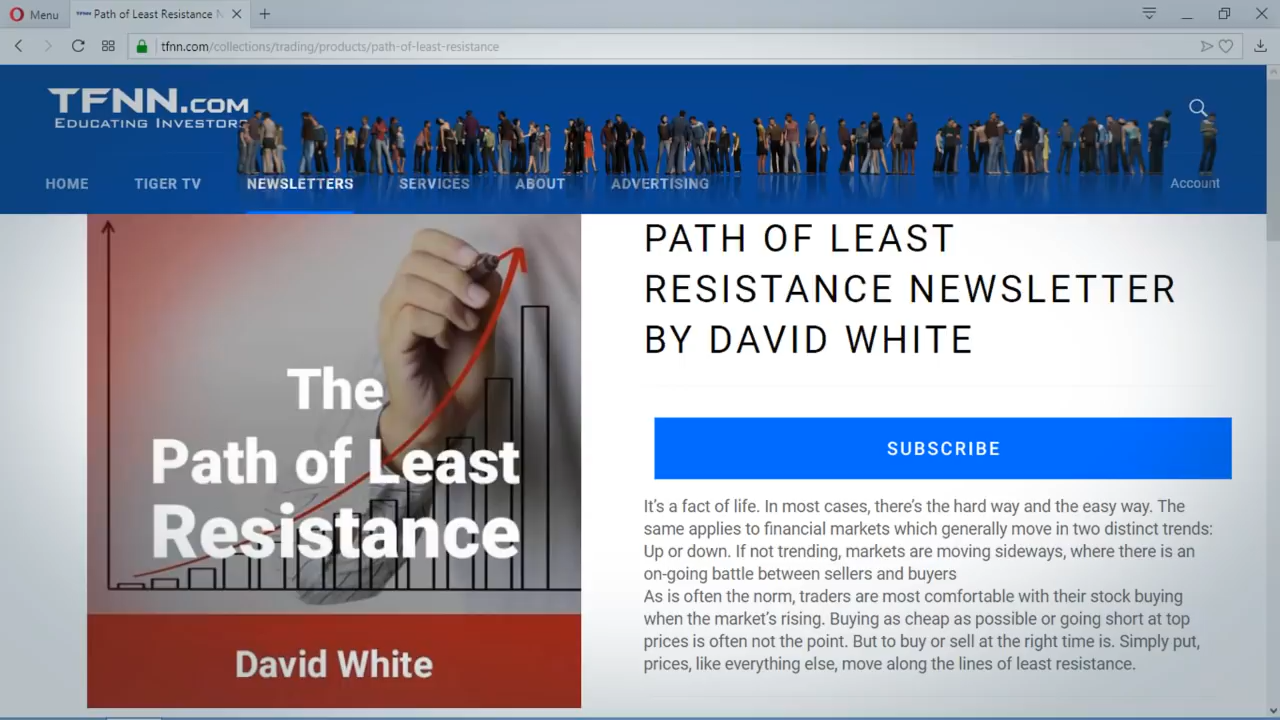 Menu
Path of Least Resistance N
tfnn.com/collections/trading/products/path-of-least-resistance
TFNN.COM
EDUCATING INVESTORS
HOME
TIGER TV
NEWSLETTERS
SERVICES
ABOUT
ADVERTISING
Account
The
Path of Least
Resistance
David White
PATH OF LEAST
RESISTANCE NEWSLETTER
BY DAVID WHITE
SUBSCRIBE
It's a fact of life. In most cases, there's the hard way and the easy way. The
same applies to financial markets which generally move in two distinct trends:
Up or down. If not trending, markets are moving sideways, where there is an
on-going battle between sellers and buyers
As is often the norm, traders are most comfortable with their stock buying
when the market's rising. Buying as cheap as possible or going short at top
prices is often not the point. But to buy or sell at the right time is. Simply put,
prices, like everything else, move along the lines of least resistance.